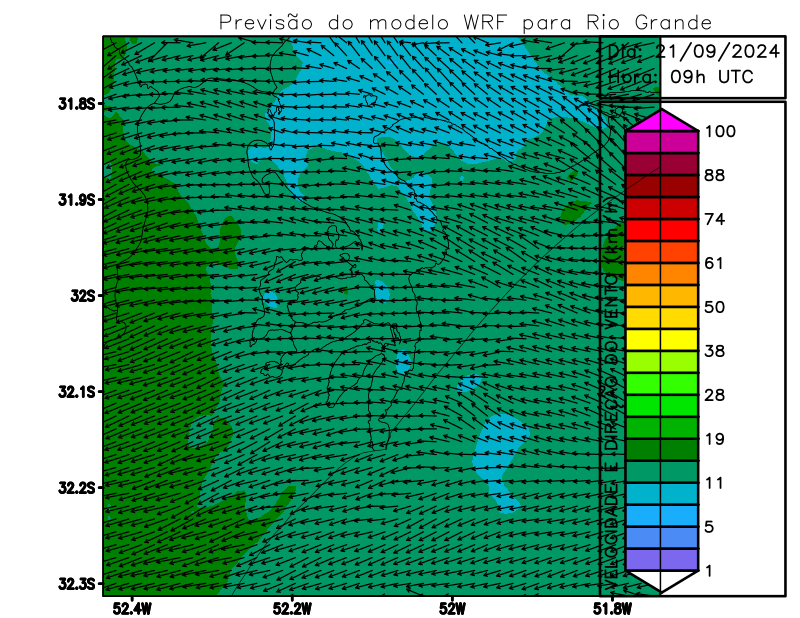 Previsão do modelo WRF para Rio Grande
Dia: 21/09/2024
Hora: 09h UTC
31.8S
31.9S
32S
32.1S
32.2S
32.3S
52.4W
52.2W
52W
51.8W
VELOCIDADE E DIREÇÃO DO VENTO (km/h)
100
88
74
61
50
38
28
19
11
5
1